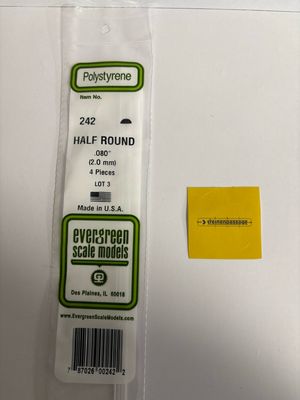 Polystyrene
Item No.
242
HALF ROUND
.080"
(2.0 mm)
4 Pieces
LOT 3
Made in U.S.A.
evergreen
scale models
Des Plaines, IL 60018
www.EvergreenScaleModels.com
7 87026 00242 2